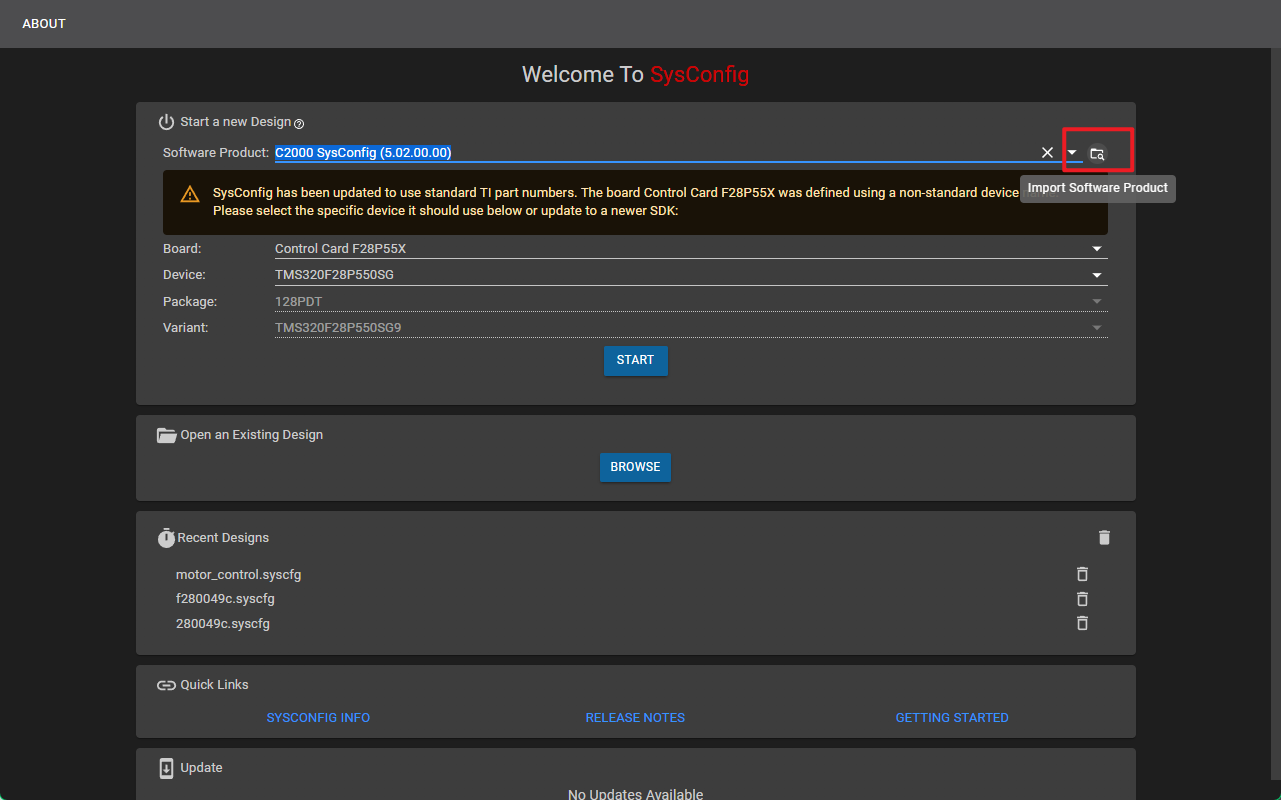 ABOUT
Welcome To SysConfig
Start a new Design
Software Product: C2000 SysConfig (5.02.00.00)
Import Software Product
SysConfig has been updated to use standard TI part numbers. The board Control Card F28P55X was defined using a non-standard device
Please select the specific device it should use below or update to a newer SDK:
Board: Control Card F28P55X
Device: TMS320F28P550SG
Package: 128PDT
Variant: TMS320F28P550SG9
START
Open an Existing Design
BROWSE
Recent Designs
motor_control.syscfg
f280049c.syscfg
280049c.syscfg
Quick Links
SYSCONFIG INFO RELEASE NOTES GETTING STARTED
Update
No Updates Available